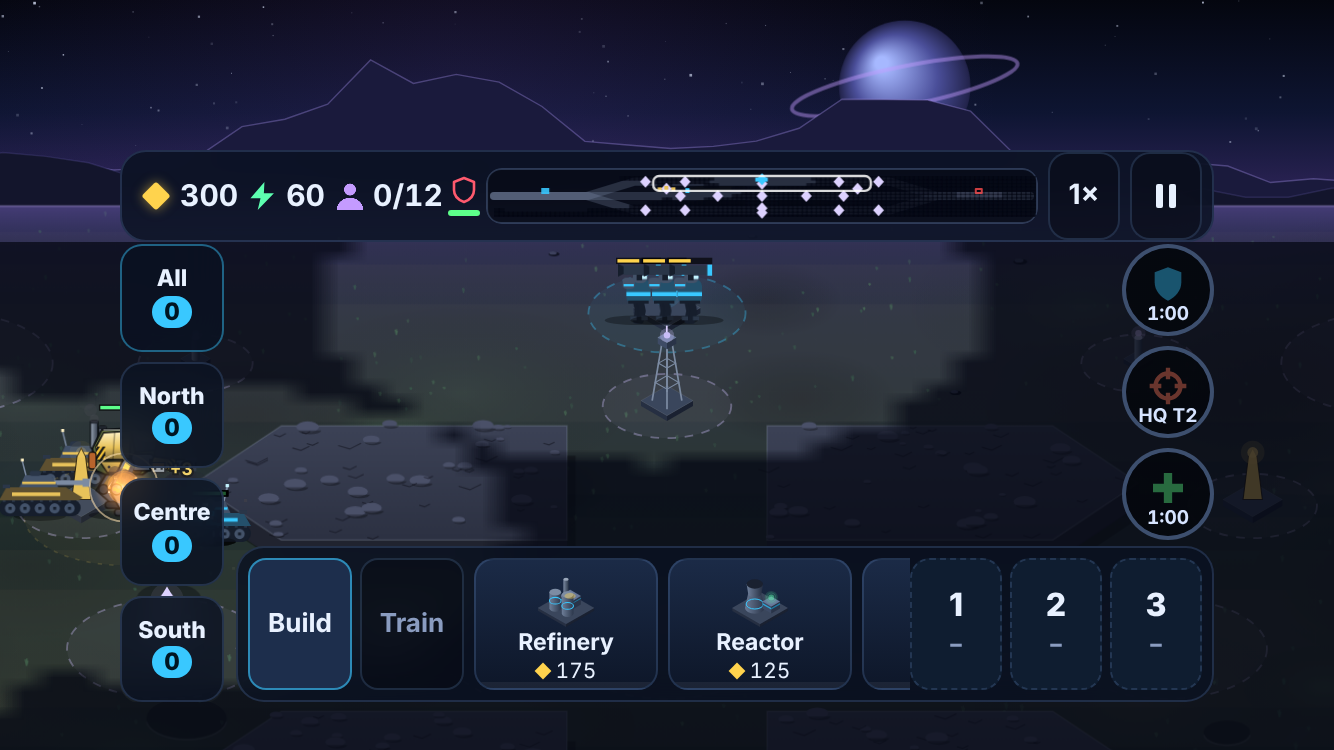 300 60 0/12 1×
All
0
North
0
+3
Centre
0
South
0
1:00
HQ T2
1:00
Build
Train
Refinery
175
Reactor
125
1
–
2
–
3
–